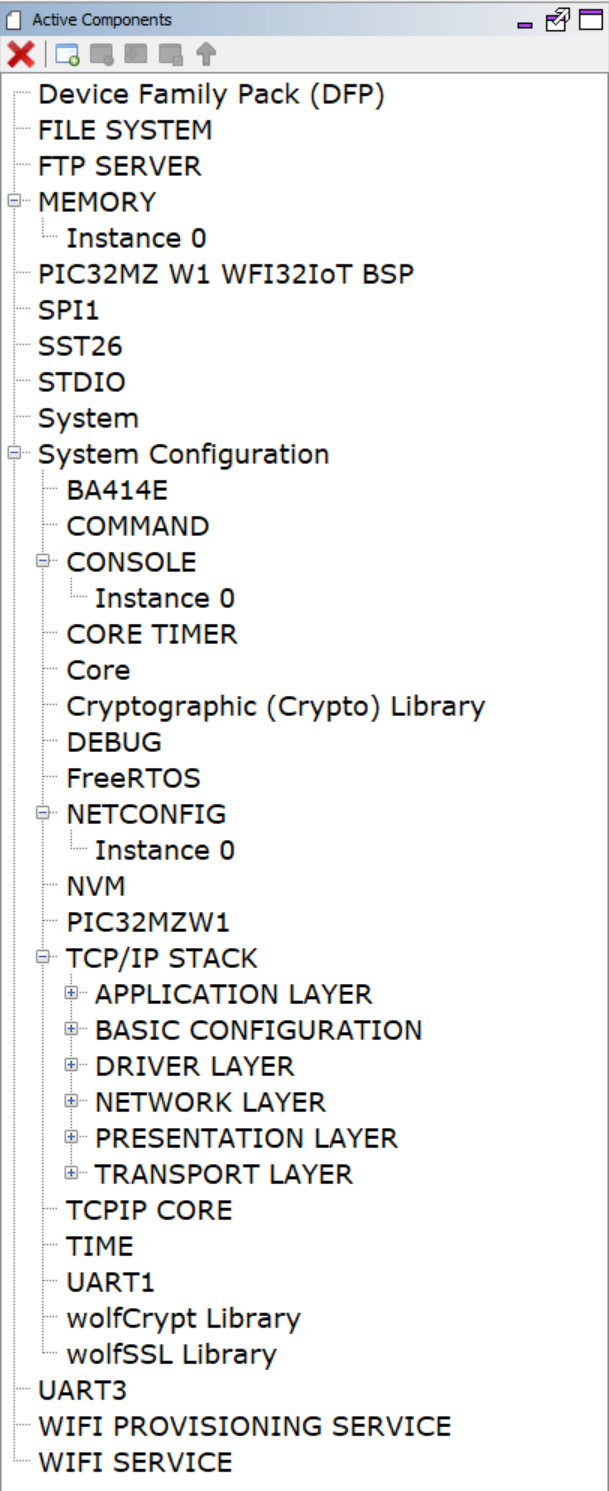 Active Components
Device Family Pack (DFP)
FILE SYSTEM
FTP SERVER
MEMORY
Instance 0
PIC32MZ W1 WFI32IoT BSP
SPI1
SST26
STDIO
System
System Configuration
BA414E
COMMAND
CONSOLE
Instance 0
CORE TIMER
Core
Cryptographic (Crypto) Library
DEBUG
FreeRTOS
NETCONFIG
Instance 0
NVM
PIC32MZW1
TCP/IP STACK
APPLICATION LAYER
BASIC CONFIGURATION
DRIVER LAYER
NETWORK LAYER
PRESENTATION LAYER
TRANSPORT LAYER
TCPIP CORE
TIME
UART1
wolfCrypt Library
wolfSSL Library
UART3
WIFI PROVISIONING SERVICE
WIFI SERVICE